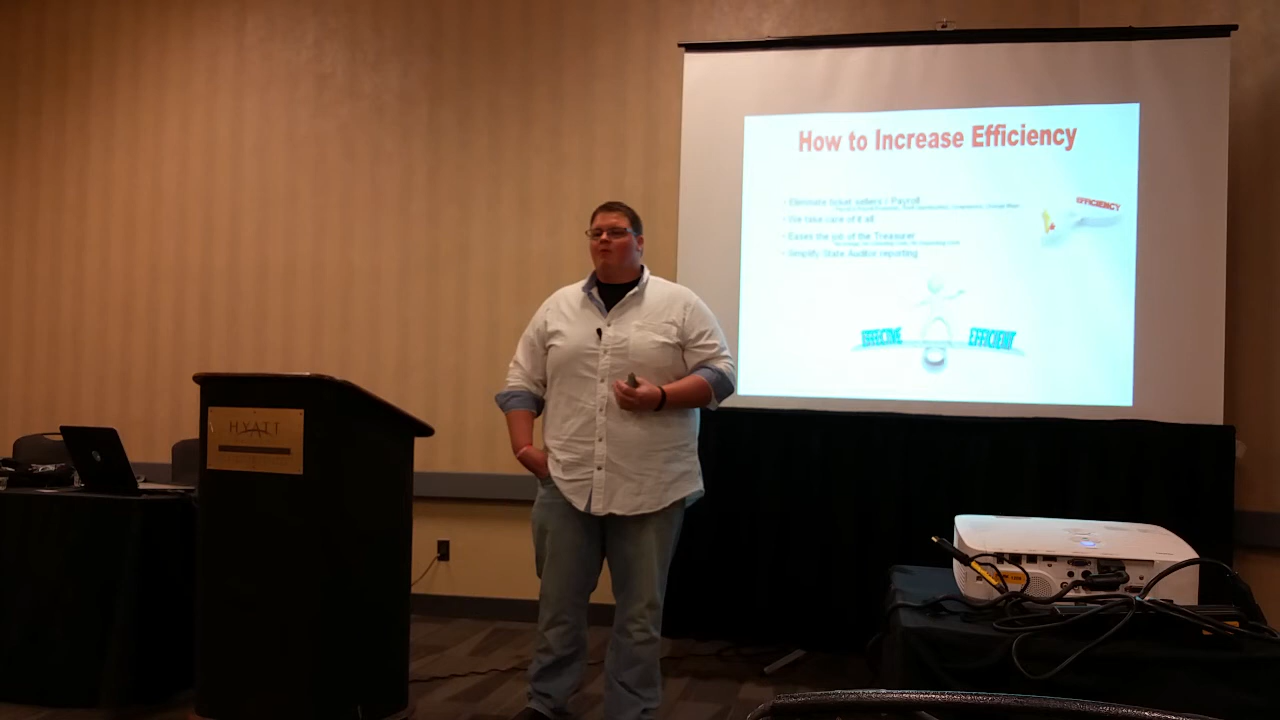 How to Increase Efficiency
• Eliminate ticket sellers / Payroll
• We take care of it all
• Eases the job of the Treasurer
• Simplify State Auditor reporting
EFFICIENCY
EFFECTIVE EFFICIENT
HYATT